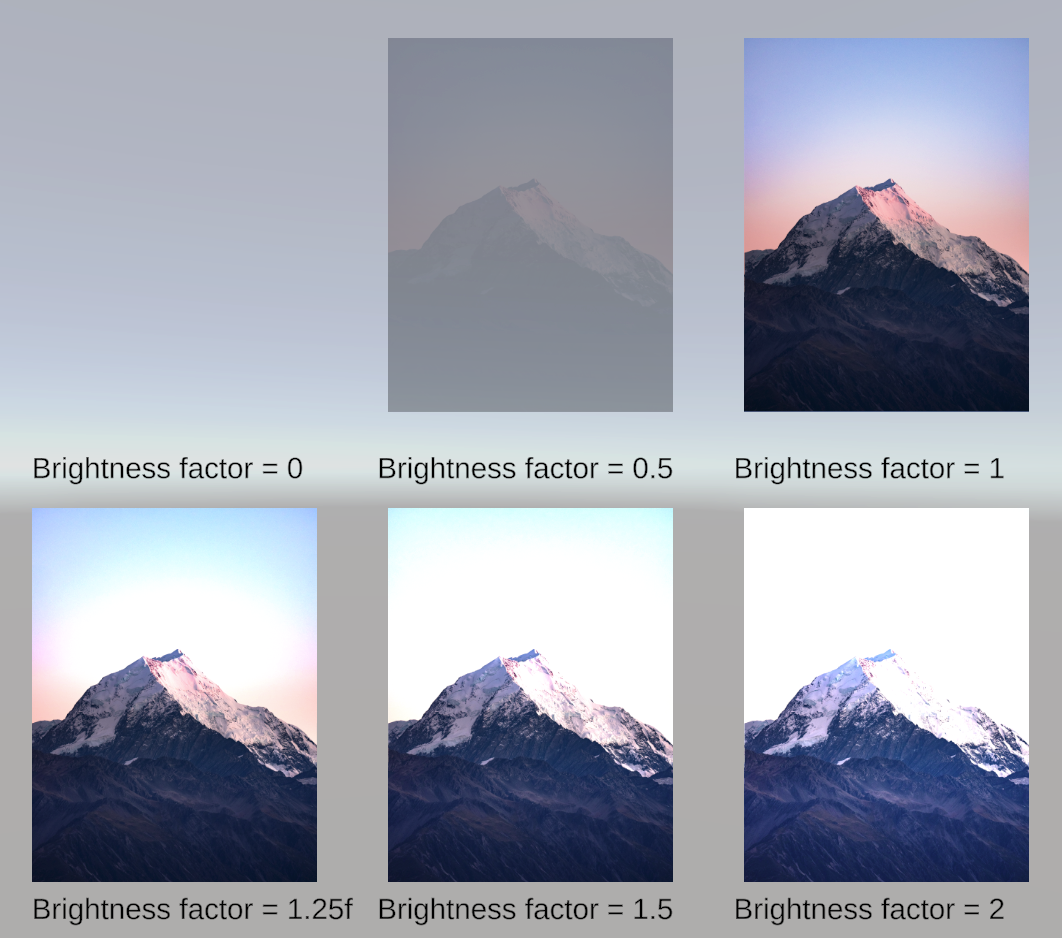 Brightness factor = 0
Brightness factor = 0.5
Brightness factor = 1
Brightness factor = 1.25f
Brightness factor = 1.5
Brightness factor = 2